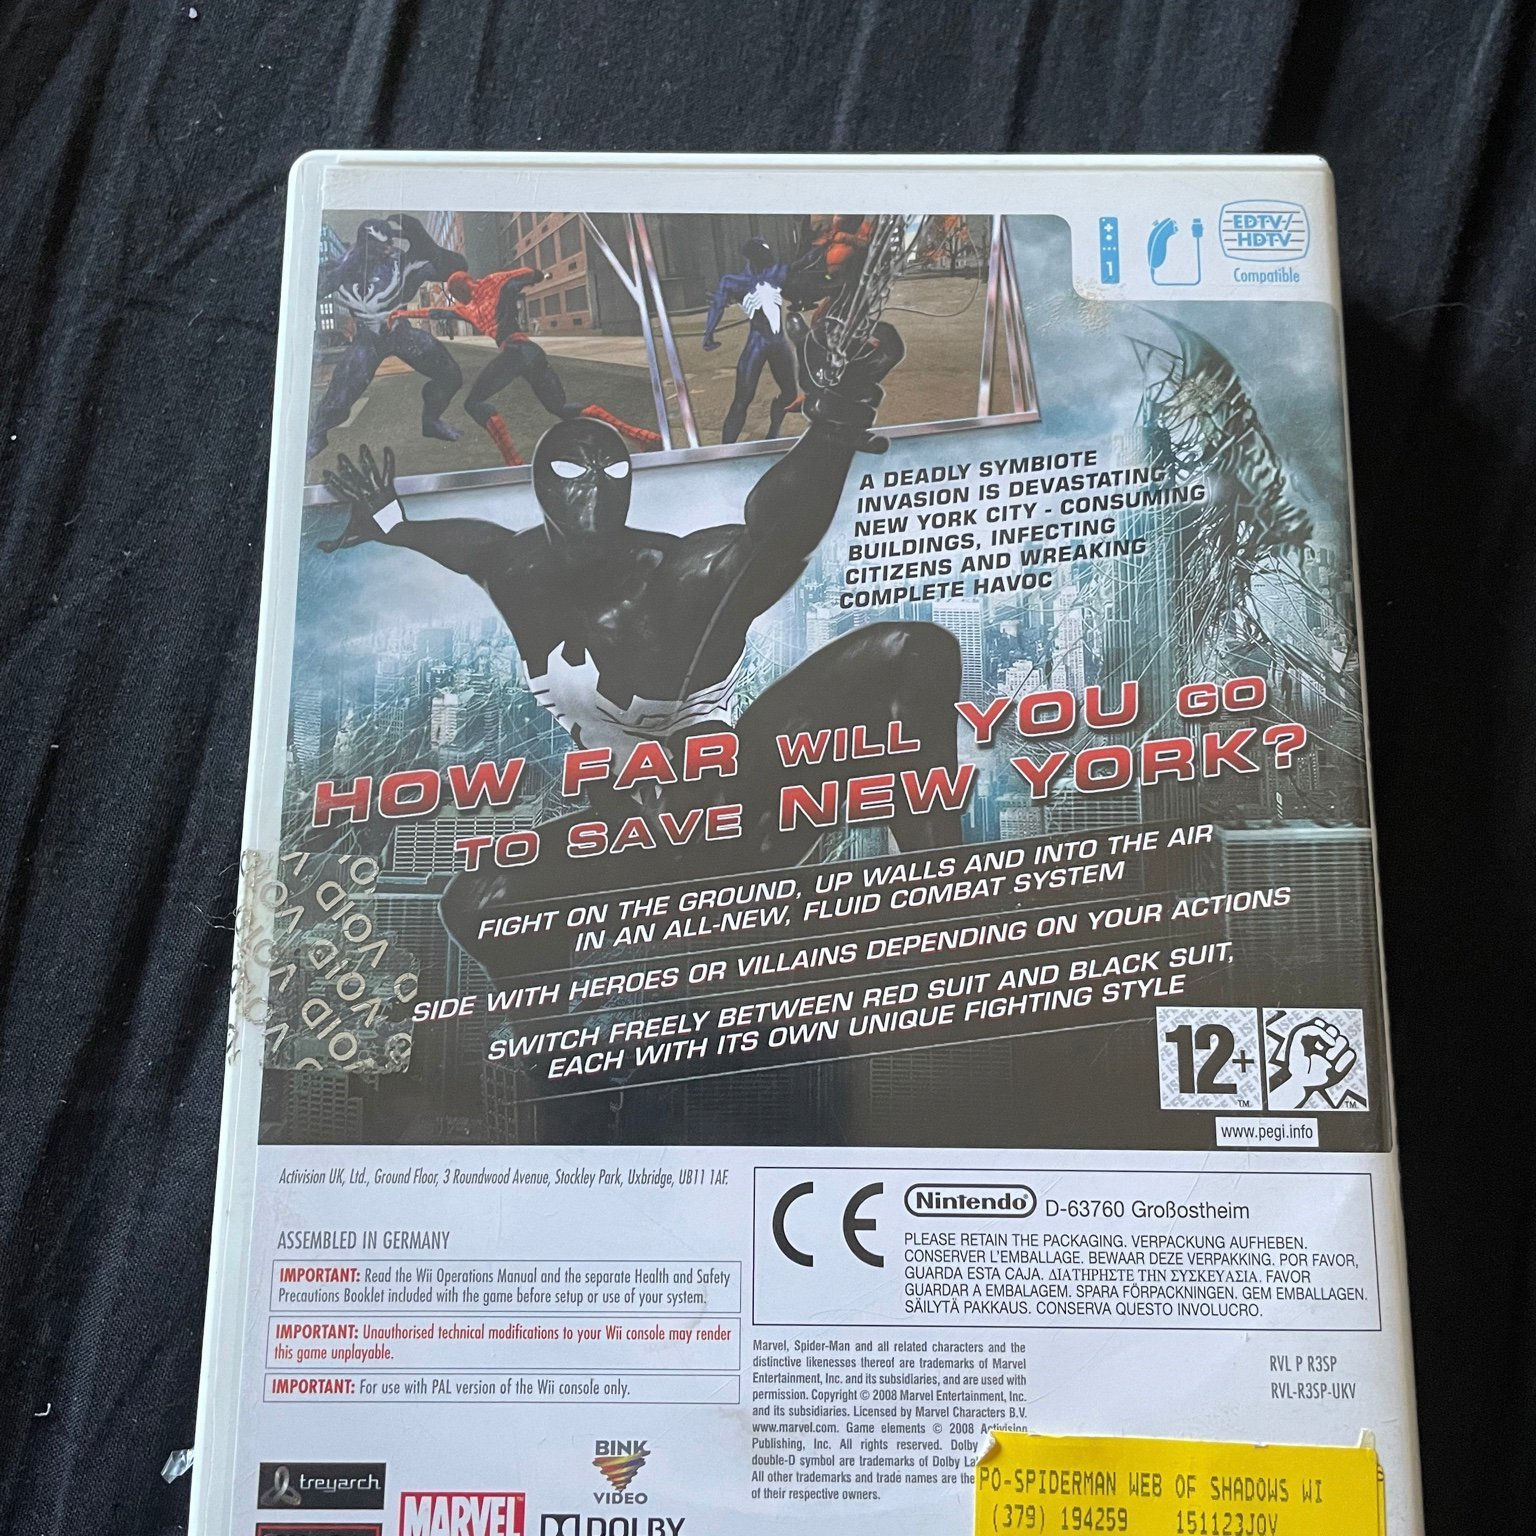 EDTV/
HDTV
Compatible
1
A DEADLY SYMBIOTE
INVASION IS DEVASTATING
NEW YORK CITY - CONSUMING
BUILDINGS, INFECTING
CITIZENS AND WREAKING
COMPLETE HAVOC
HOW FAR WILL YOU GO
TO SAVE NEW YORK?
FIGHT ON THE GROUND, UP WALLS AND INTO THE AIR
IN AN ALL-NEW, FLUID COMBAT SYSTEM
SIDE WITH HEROES OR VILLAINS DEPENDING ON YOUR ACTIONS
SWITCH FREELY BETWEEN RED SUIT AND BLACK SUIT,
EACH WITH ITS OWN UNIQUE FIGHTING STYLE
VOID VOID VOID
12+
TM
TM
www.pegi.info
Activision UK, Ltd., Ground Floor, 3 Roundwood Avenue, Stockley Park, Uxbridge, UB11 1AF.
ASSEMBLED IN GERMANY
IMPORTANT: Read the Wii Operations Manual and the separate Health and Safety
Precautions Booklet included with the game before setup or use of your system.
IMPORTANT: Unauthorised technical modifications to your Wii console may render
this game unplayable.
IMPORTANT: For use with PAL version of the Wii console only.
CE
Nintendo® D-63760 Großostheim
PLEASE RETAIN THE PACKAGING. VERPACKUNG AUFHEBEN.
CONSERVER L'EMBALLAGE. BEWAAR DEZE VERPAKKING. POR FAVOR,
GUARDA ESTA CAJA. ΔΙΑΤΗΡΗΣΤΕ ΤΗΝ ΣΥΣΚΕΥΑΣΙΑ. FAVOR
GUARDAR A EMBALAGEM. SPARA FÖRPACKNINGEN. GEM EMBALLAGEN.
SÄILYTÄ PAKKAUS. CONSERVA QUESTO INVOLUCRO.
Marvel, Spider-Man and all related characters and the
distinctive likenesses thereof are trademarks of Marvel
Entertainment, Inc. and its subsidiaries, and are used with
permission. Copyright © 2008 Marvel Entertainment, Inc.
and its subsidiaries. Licensed by Marvel Characters B.V.
www.marvel.com. Game elements © 2008 Activision
Publishing, Inc. All rights reserved. Dolby
double-D symbol are trademarks of Dolby
All other trademarks and trade names are the
of their respective owners.
RVL P R3SP
RVL-R3SP-UKV
treyarch
MARVEL
BINK
VIDEO
DOLBY
PO-SPIDERMAN WEB OF SHADOWS WI
(379) 194259 151123JOV